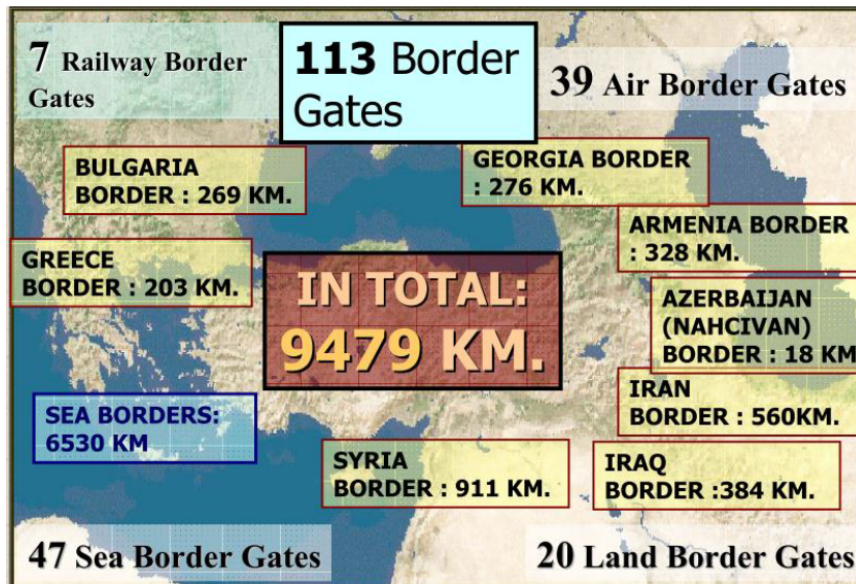 7 Railway Border
Gates
113 Border
Gates
39 Air Border Gates
BULGARIA
BORDER : 269 KM.
GEORGIA BORDER
: 276 KM.
ARMENIA BORDER
: 328 KM.
GREECE
BORDER : 203 KM.
IN TOTAL:
9479 KM.
AZERBAIJAN
(NAHCIVAN)
BORDER : 18 KM
IRAN
BORDER : 560KM.
SEA BORDERS:
6530 KM
SYRIA
BORDER : 911 KM.
IRAQ
BORDER :384 KM.
47 Sea Border Gates
20 Land Border Gates